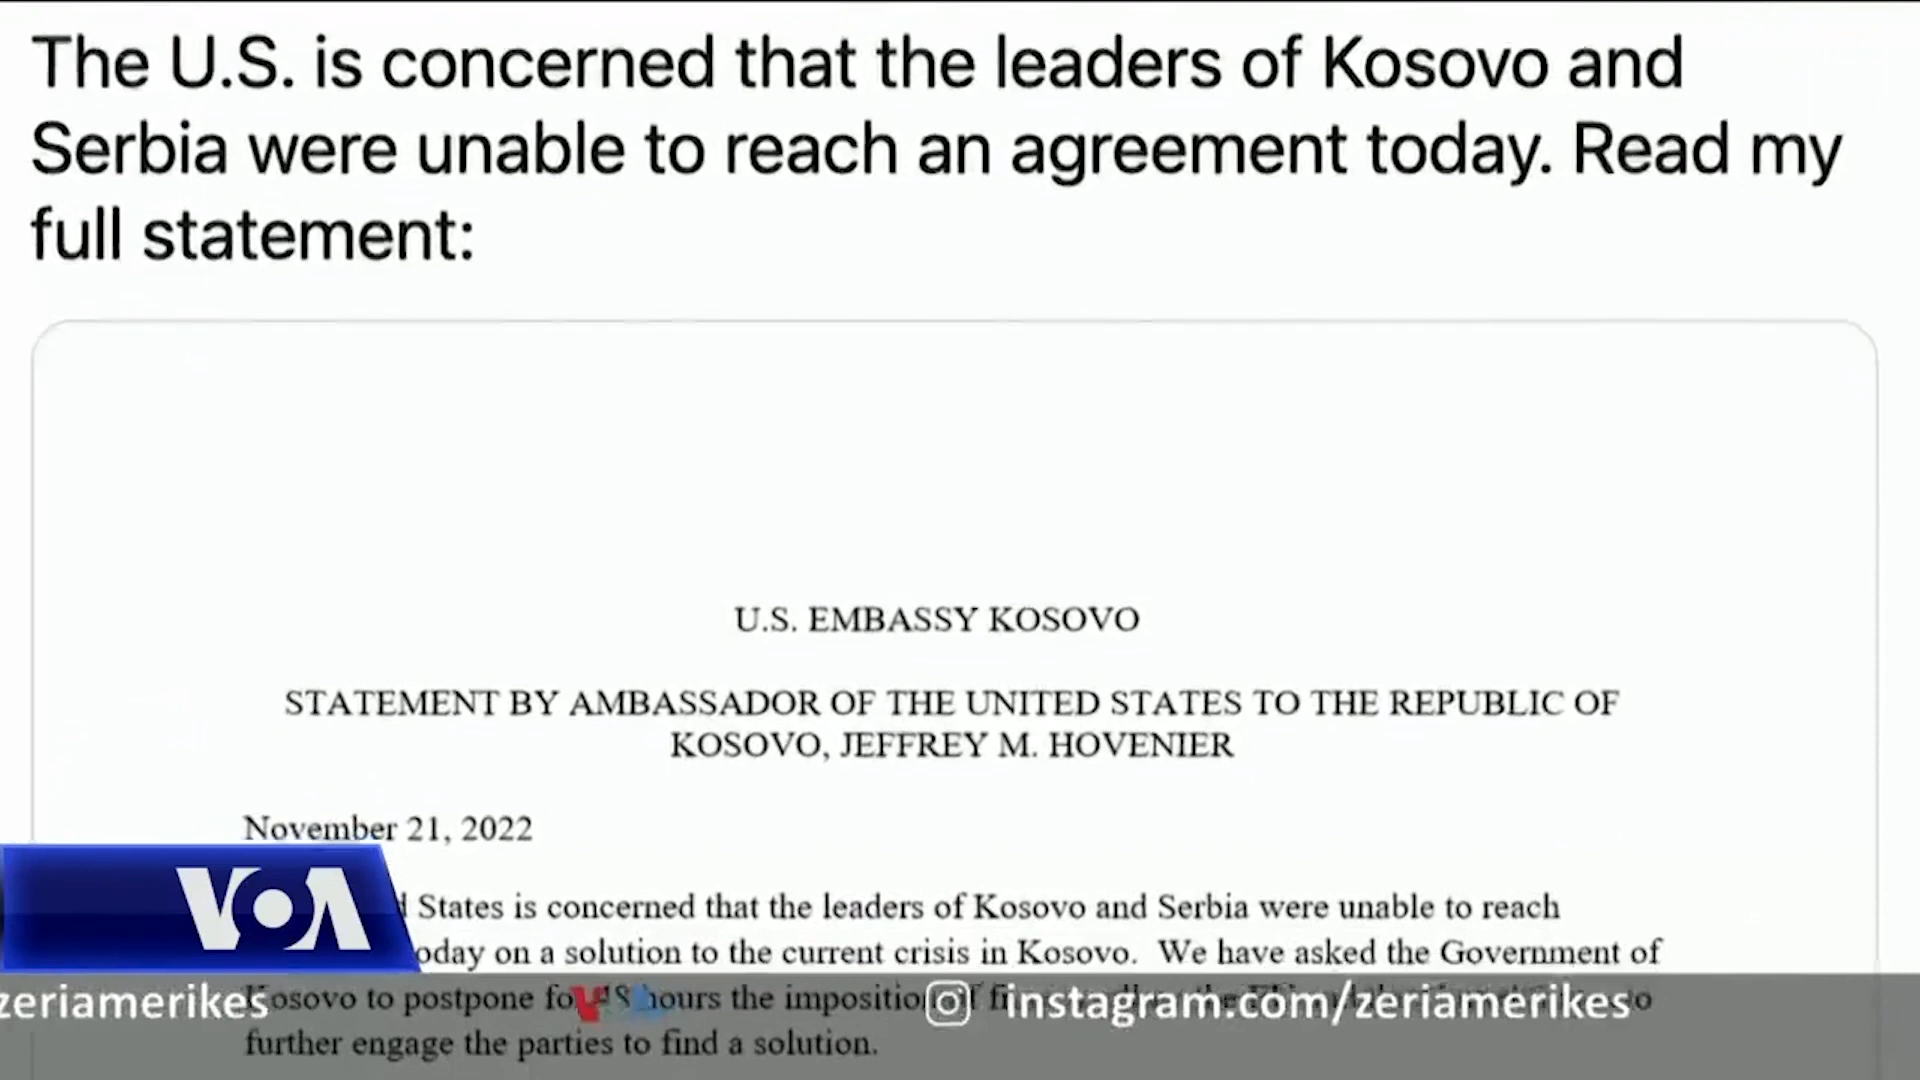 The U.S. is concerned that the leaders of Kosovo and
Serbia were unable to reach an agreement today. Read my
full statement:
U.S. EMBASSY KOSOVO
STATEMENT BY AMBASSADOR OF THE UNITED STATES TO THE REPUBLIC OF
KOSOVO, JEFFREY M. HOVENIER
November 21, 2022
States is concerned that the leaders of Kosovo and Serbia were unable to reach
on a solution to the current crisis in Kosovo. We have asked the Government of
to postpone hours the
further engage the parties to find a solution.
VOA
zeriamerikes
instagram.com/zeriamerikes